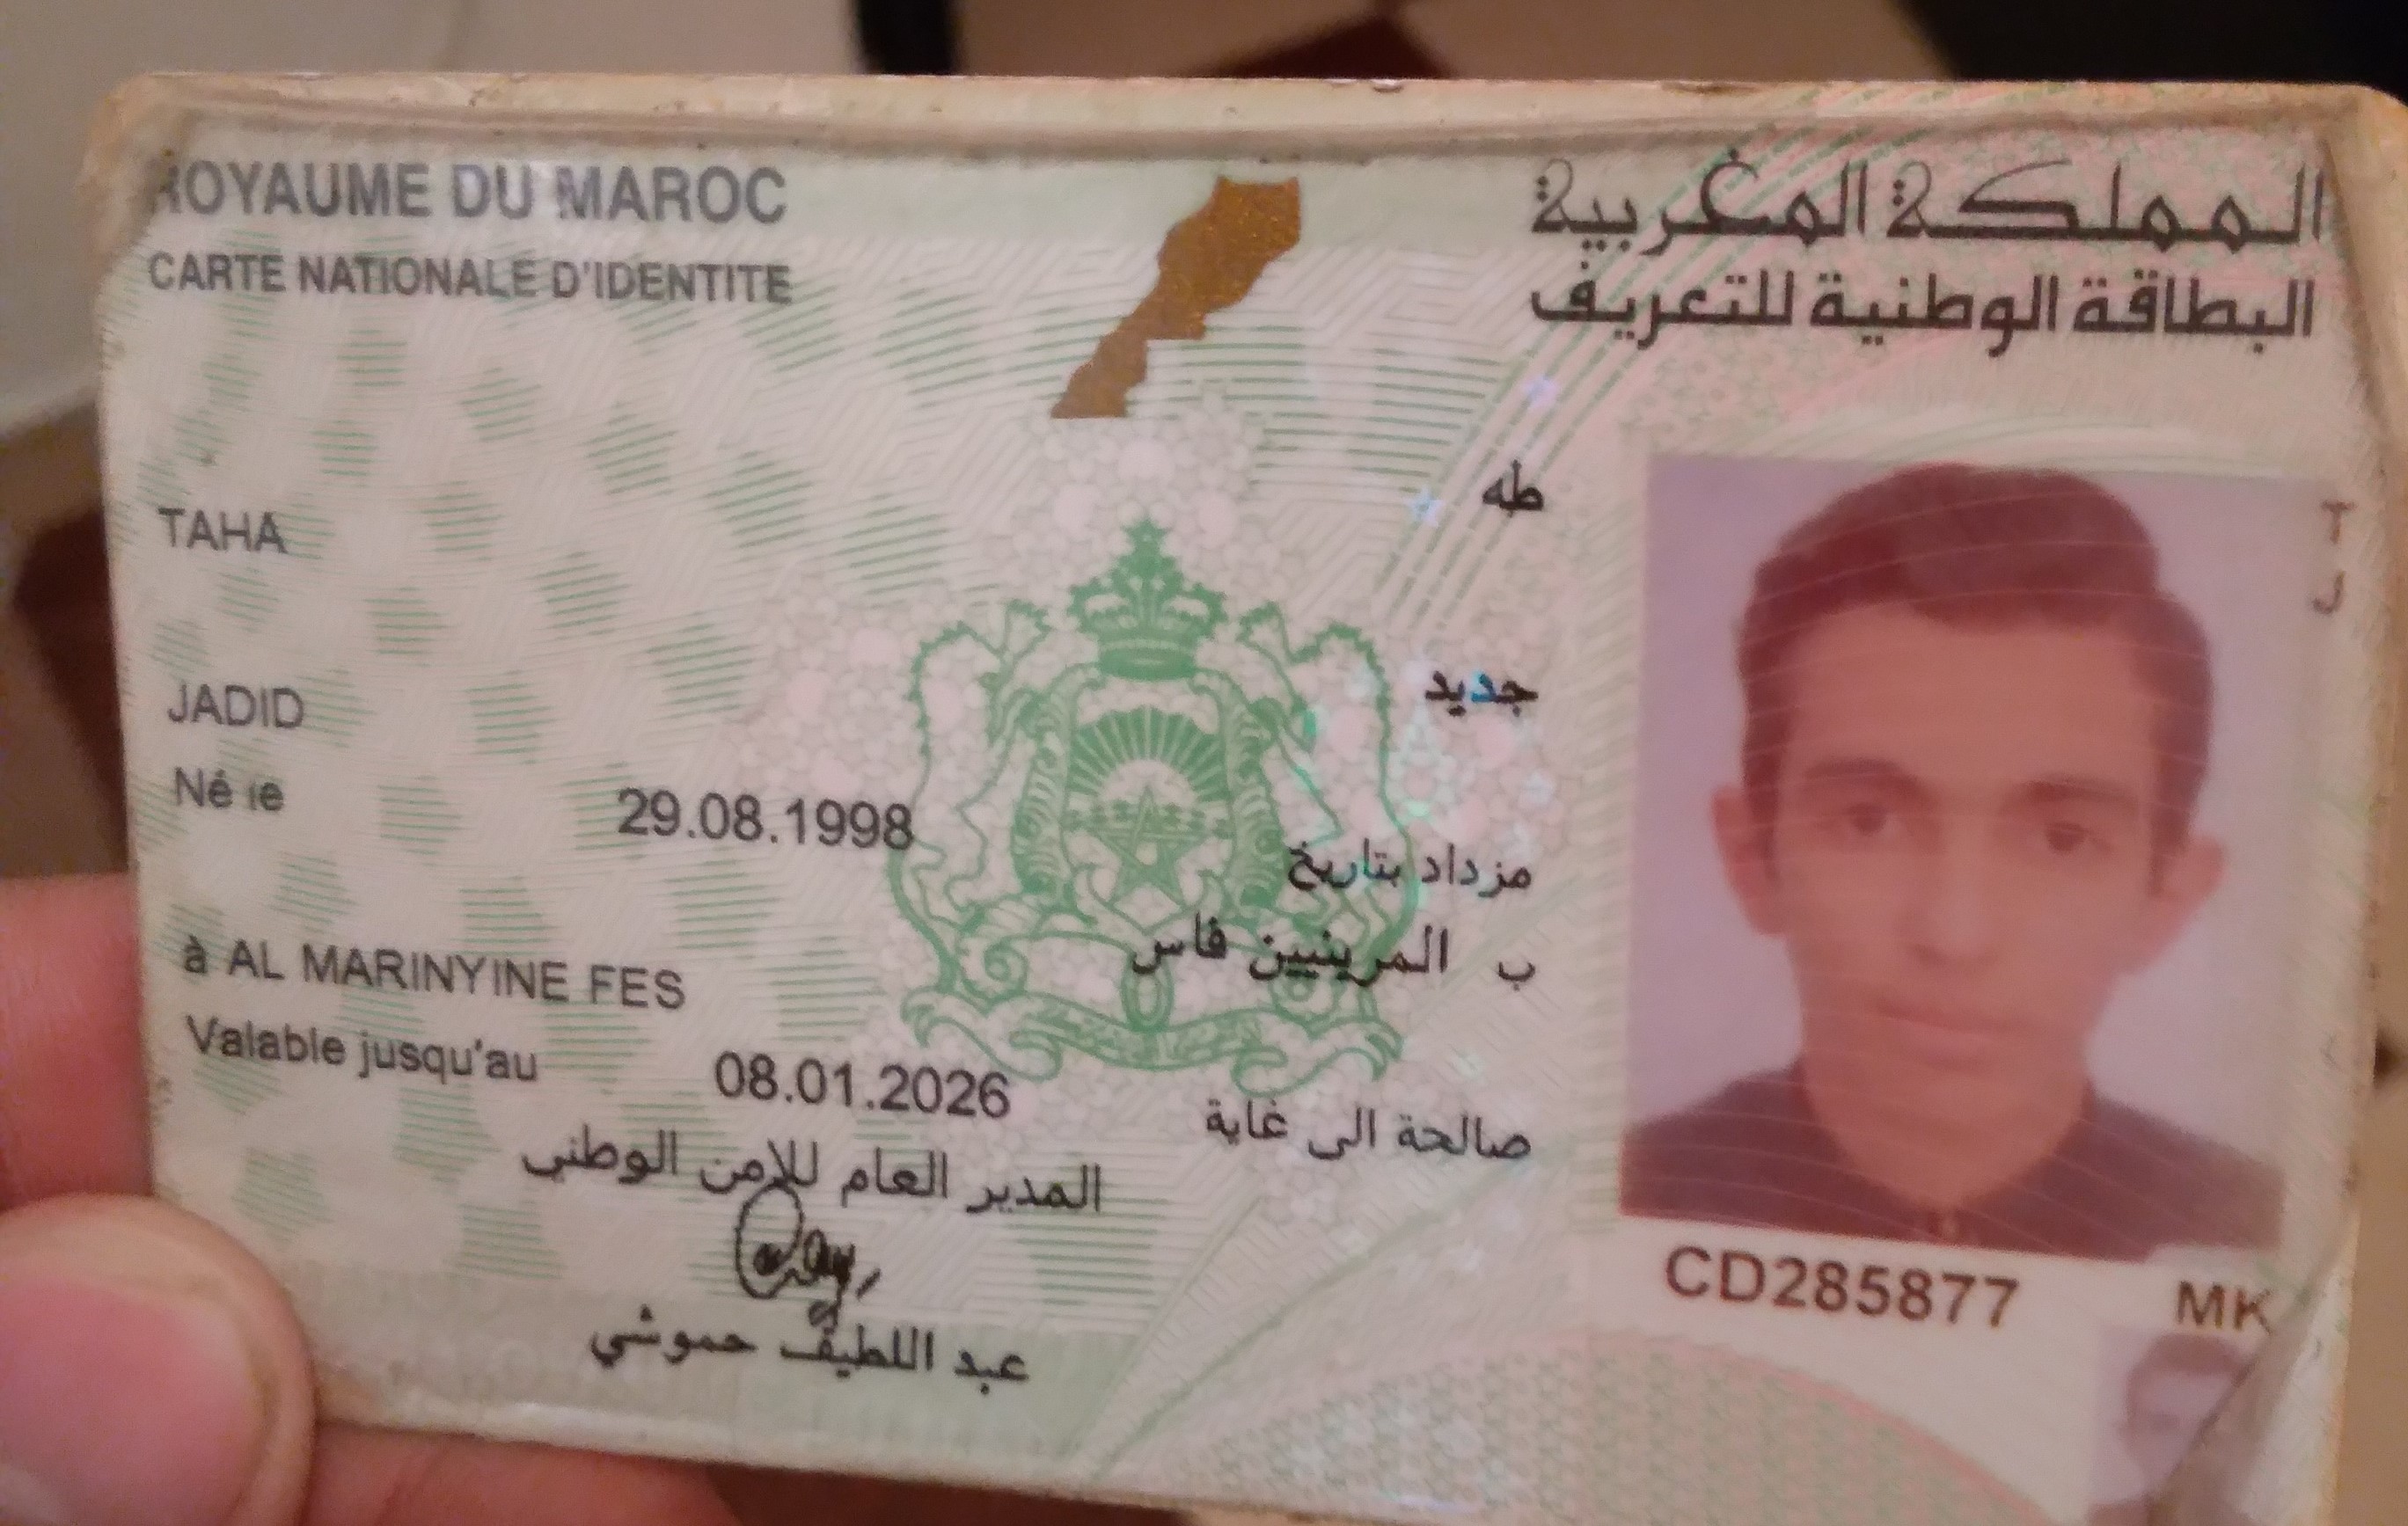 ROYAUME DU MAROC
المملكة المغربية
CARTE NATIONALE D'IDENTITE
البطاقة الوطنية للتعريف
TAHA
طه
JADID
جديد
Né le
29.08.1998
مزداد بتاريخ
à AL MARINYINE FES
ب المرينيين فاس
Valable jusqu'au
08.01.2026
صالحة الى غاية
المدير العام للامن الوطني
عبد اللطيف حموشي
T
J
CD285877
MK